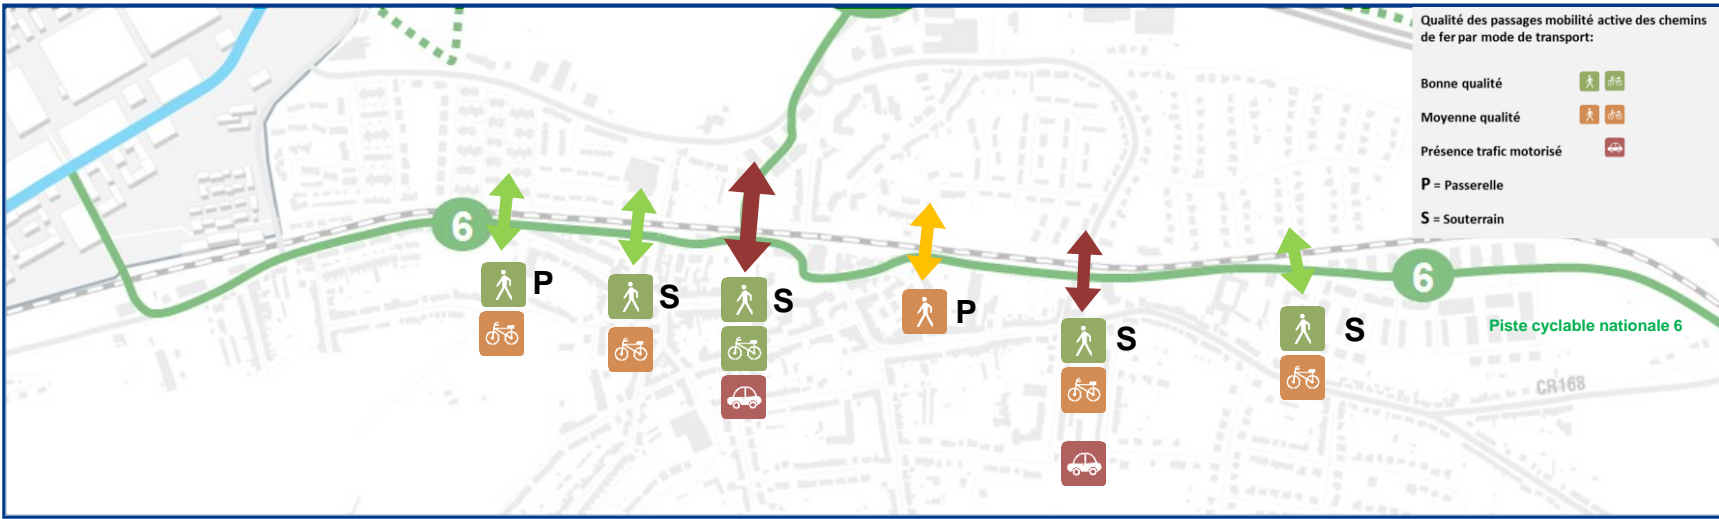 Qualité des passages mobilité active des chemins
de fer par mode de transport:
Bonne qualité
Moyenne qualité
Présence trafic motorisé
P = Passerelle
S = Souterrain
6
P
S
S
P
S
S
6
Piste cyclable nationale 6
CR168